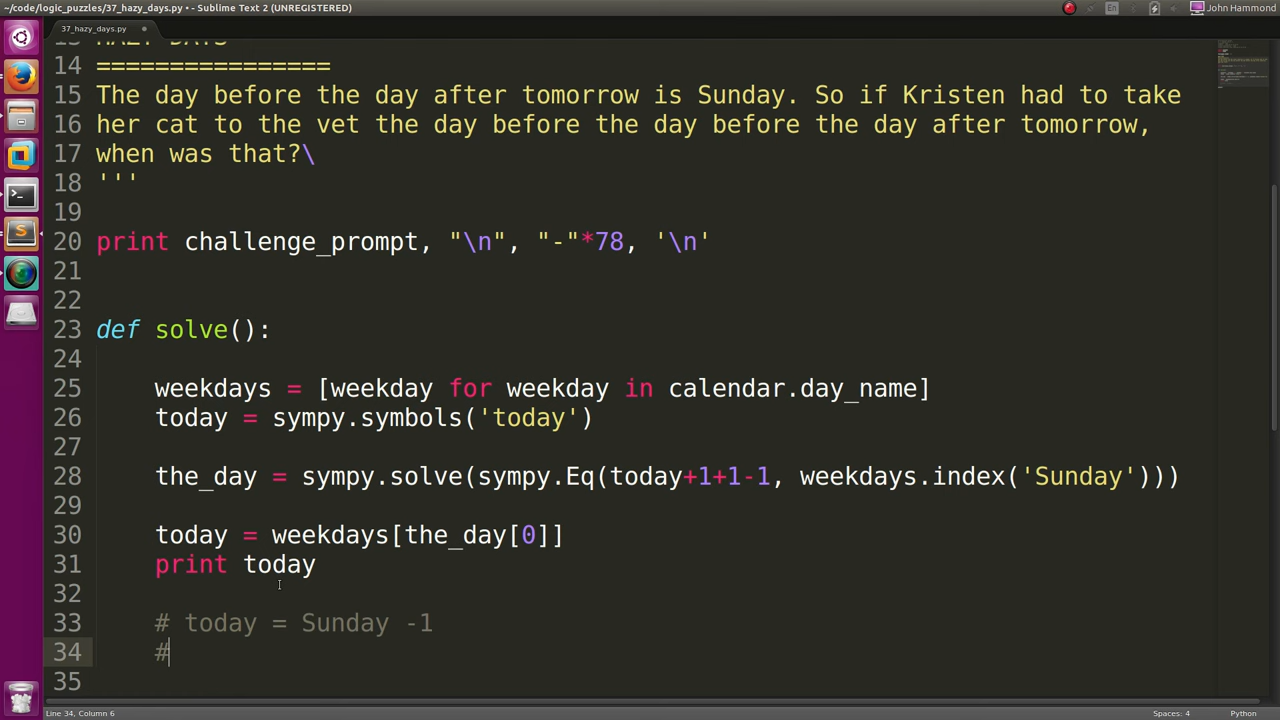 ~/code/logic_puzzles/37_hazy_days.py • - Sublime Text 2 (UNREGISTERED)
En
John Hammond
37_hazy_days.py
13 HAZY DAYS
14 ================
15 The day before the day after tomorrow is Sunday. So if Kristen had to take
16 her cat to the vet the day before the day before the day after tomorrow,
17 when was that?\
18 '''
19
20 print challenge_prompt, "\n", "-"*78, '\n'
21
22
23 def solve():
24
25     weekdays = [weekday for weekday in calendar.day_name]
26     today = sympy.symbols('today')
27
28     the_day = sympy.solve(sympy.Eq(today+1+1-1, weekdays.index('Sunday')))
29
30     today = weekdays[the_day[0]]
31     print today
32
33     # today = Sunday -1
34     #
35
Line 34, Column 6
Spaces: 4
Python